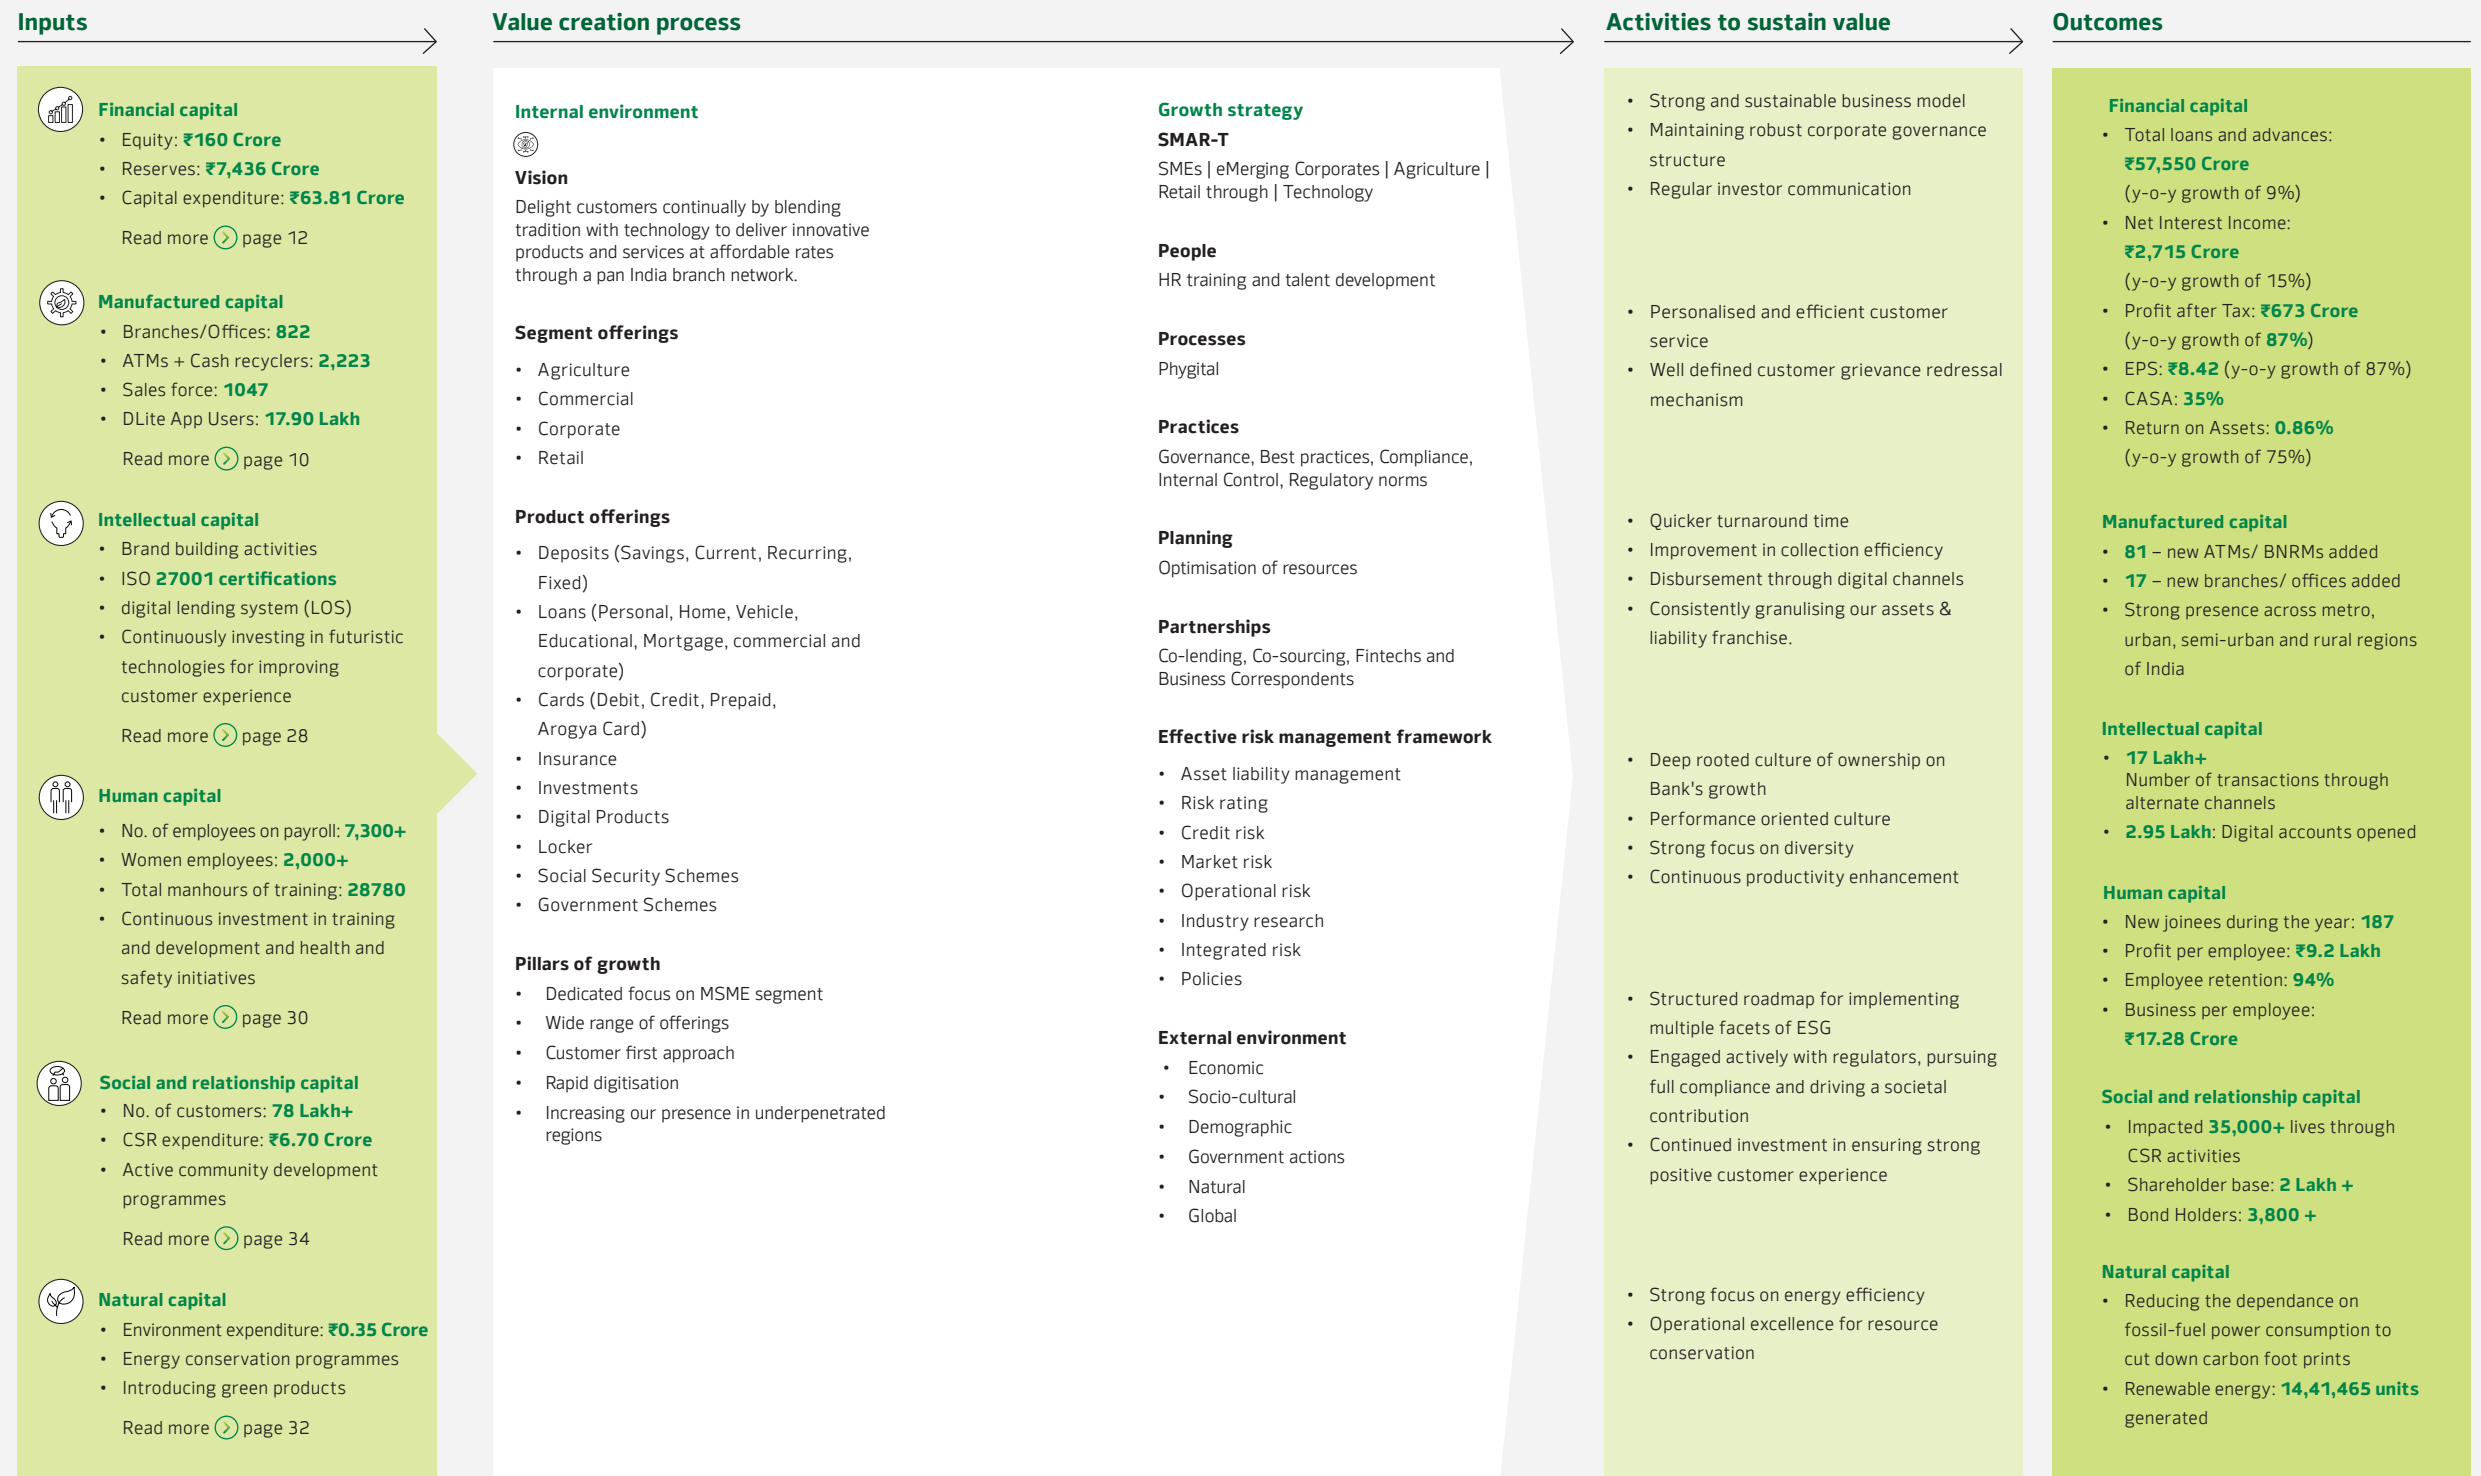 Inputs
Financial capital
• Equity: ₹160 Crore
• Reserves: ₹7,436 Crore
• Capital expenditure: ₹63.81 Crore
Read more page 12
Manufactured capital
• Branches/Offices: 822
• ATMs + Cash recyclers: 2,223
• Sales force: 1047
• DLite App Users: 17.90 Lakh
Read more page 10
Intellectual capital
• Brand building activities
• ISO 27001 certifications
• digital lending system (LOS)
• Continuously investing in futuristic
technologies for improving
customer experience
Read more page 28
Human capital
• No. of employees on payroll: 7,300+
• Women employees: 2,000+
• Total manhours of training: 28780
• Continuous investment in training
and development and health and
safety initiatives
Read more page 30
Social and relationship capital
• No. of customers: 78 Lakh+
• CSR expenditure: ₹6.70 Crore
• Active community development
programmes
Read more page 34
Natural capital
• Environment expenditure: ₹0.35 Crore
• Energy conservation programmes
• Introducing green products
Read more page 32
Value creation process
Internal environment
Vision
Delight customers continually by blending
tradition with technology to deliver innovative
products and services at affordable rates
through a pan India branch network.
Segment offerings
• Agriculture
• Commercial
• Corporate
• Retail
Product offerings
• Deposits (Savings, Current, Recurring,
Fixed)
• Loans (Personal, Home, Vehicle,
Educational, Mortgage, commercial and
corporate)
• Cards (Debit, Credit, Prepaid,
Arogya Card)
• Insurance
• Investments
• Digital Products
• Locker
• Social Security Schemes
• Government Schemes
Pillars of growth
• Dedicated focus on MSME segment
• Wide range of offerings
• Customer first approach
• Rapid digitisation
• Increasing our presence in underpenetrated
regions
Growth strategy
SMAR-T
SMEs | eMerging Corporates | Agriculture |
Retail through | Technology
People
HR training and talent development
Processes
Phygital
Practices
Governance, Best practices, Compliance,
Internal Control, Regulatory norms
Planning
Optimisation of resources
Partnerships
Co-lending, Co-sourcing, Fintechs and
Business Correspondents
Effective risk management framework
• Asset liability management
• Risk rating
• Credit risk
• Market risk
• Operational risk
• Industry research
• Integrated risk
• Policies
External environment
• Economic
• Socio-cultural
• Demographic
• Government actions
• Natural
• Global
Activities to sustain value
• Strong and sustainable business model
• Maintaining robust corporate governance
structure
• Regular investor communication
• Personalised and efficient customer
service
• Well defined customer grievance redressal
mechanism
• Quicker turnaround time
• Improvement in collection efficiency
• Disbursement through digital channels
• Consistently granulising our assets &
liability franchise.
• Deep rooted culture of ownership on
Bank's growth
• Performance oriented culture
• Strong focus on diversity
• Continuous productivity enhancement
• Structured roadmap for implementing
multiple facets of ESG
• Engaged actively with regulators, pursuing
full compliance and driving a societal
contribution
• Continued investment in ensuring strong
positive customer experience
• Strong focus on energy efficiency
• Operational excellence for resource
conservation
Outcomes
Financial capital
• Total loans and advances:
₹57,550 Crore
(y-o-y growth of 9%)
• Net Interest Income:
₹2,715 Crore
(y-o-y growth of 15%)
• Profit after Tax: ₹673 Crore
(y-o-y growth of 87%)
• EPS: ₹8.42 (y-o-y growth of 87%)
• CASA: 35%
• Return on Assets: 0.86%
(y-o-y growth of 75%)
Manufactured capital
• 81 – new ATMs/ BNRMs added
• 17 – new branches/ offices added
• Strong presence across metro,
urban, semi-urban and rural regions
of India
Intellectual capital
• 17 Lakh+
Number of transactions through
alternate channels
• 2.95 Lakh: Digital accounts opened
Human capital
• New joinees during the year: 187
• Profit per employee: ₹9.2 Lakh
• Employee retention: 94%
• Business per employee:
₹17.28 Crore
Social and relationship capital
• Impacted 35,000+ lives through
CSR activities
• Shareholder base: 2 Lakh +
• Bond Holders: 3,800 +
Natural capital
• Reducing the dependance on
fossil-fuel power consumption to
cut down carbon foot prints
• Renewable energy: 14,41,465 units
generated